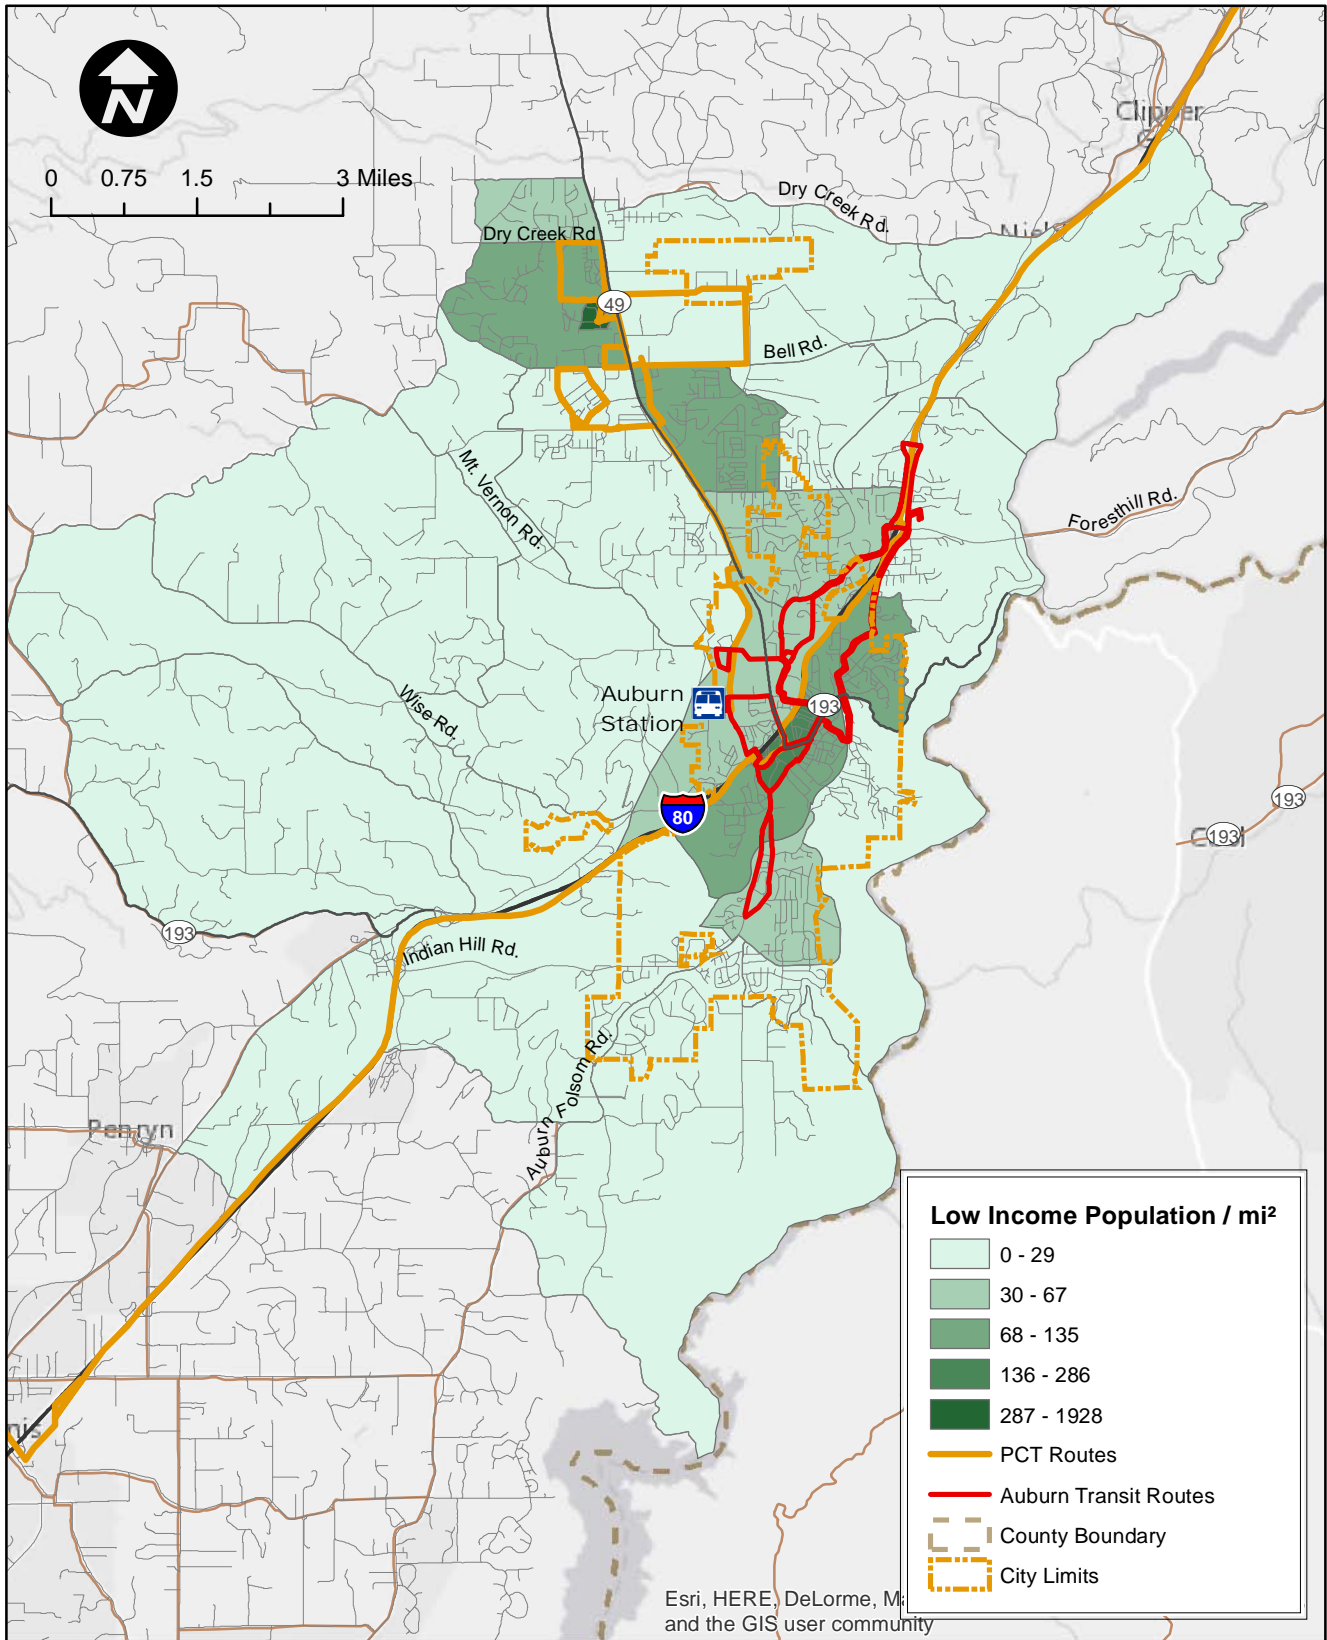 N
0 0.75 1.5 3 Miles
Clipper
Dry Creek Rd.
Dry Creek Rd
49
Bell Rd.
Mt. Vernon Rd.
Foresthill Rd.
Wise Rd.
Auburn
Station
193
80
193
193
193
Indian Hill Rd.
Auburn Folsom Rd.
Penryn
Low Income Population / mi²
0 - 29
30 - 67
68 - 135
136 - 286
287 - 1928
PCT Routes
Auburn Transit Routes
County Boundary
City Limits
Esri, HERE, DeLorme,
and the GIS user community